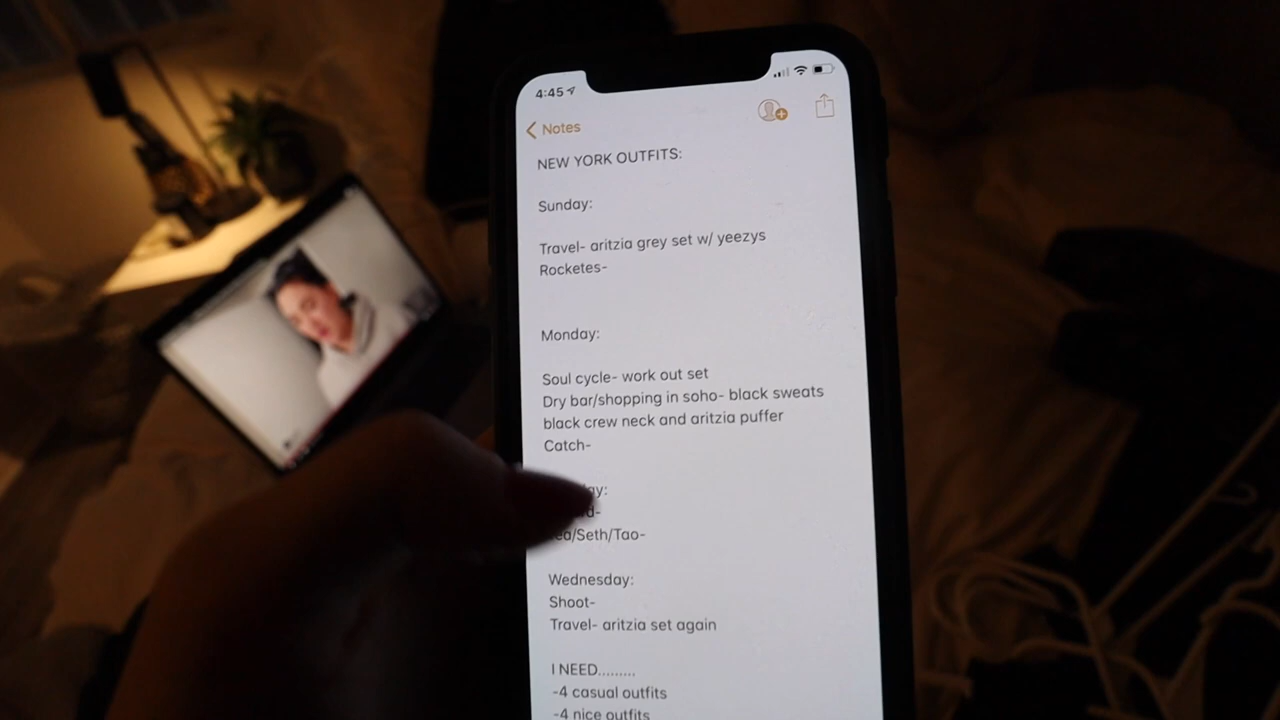 4:45
Notes
NEW YORK OUTFITS:
Sunday:
Travel- aritzia grey set w/ yeezys
Rocketes-
Monday:
Soul cycle- work out set
Dry bar/shopping in soho- black sweats
black crew neck and aritzia puffer
Catch-
/Seth/Tao-
Wednesday:
Shoot-
Travel- aritzia set again
I NEED.........
-4 casual outfits
-4 nice outfits